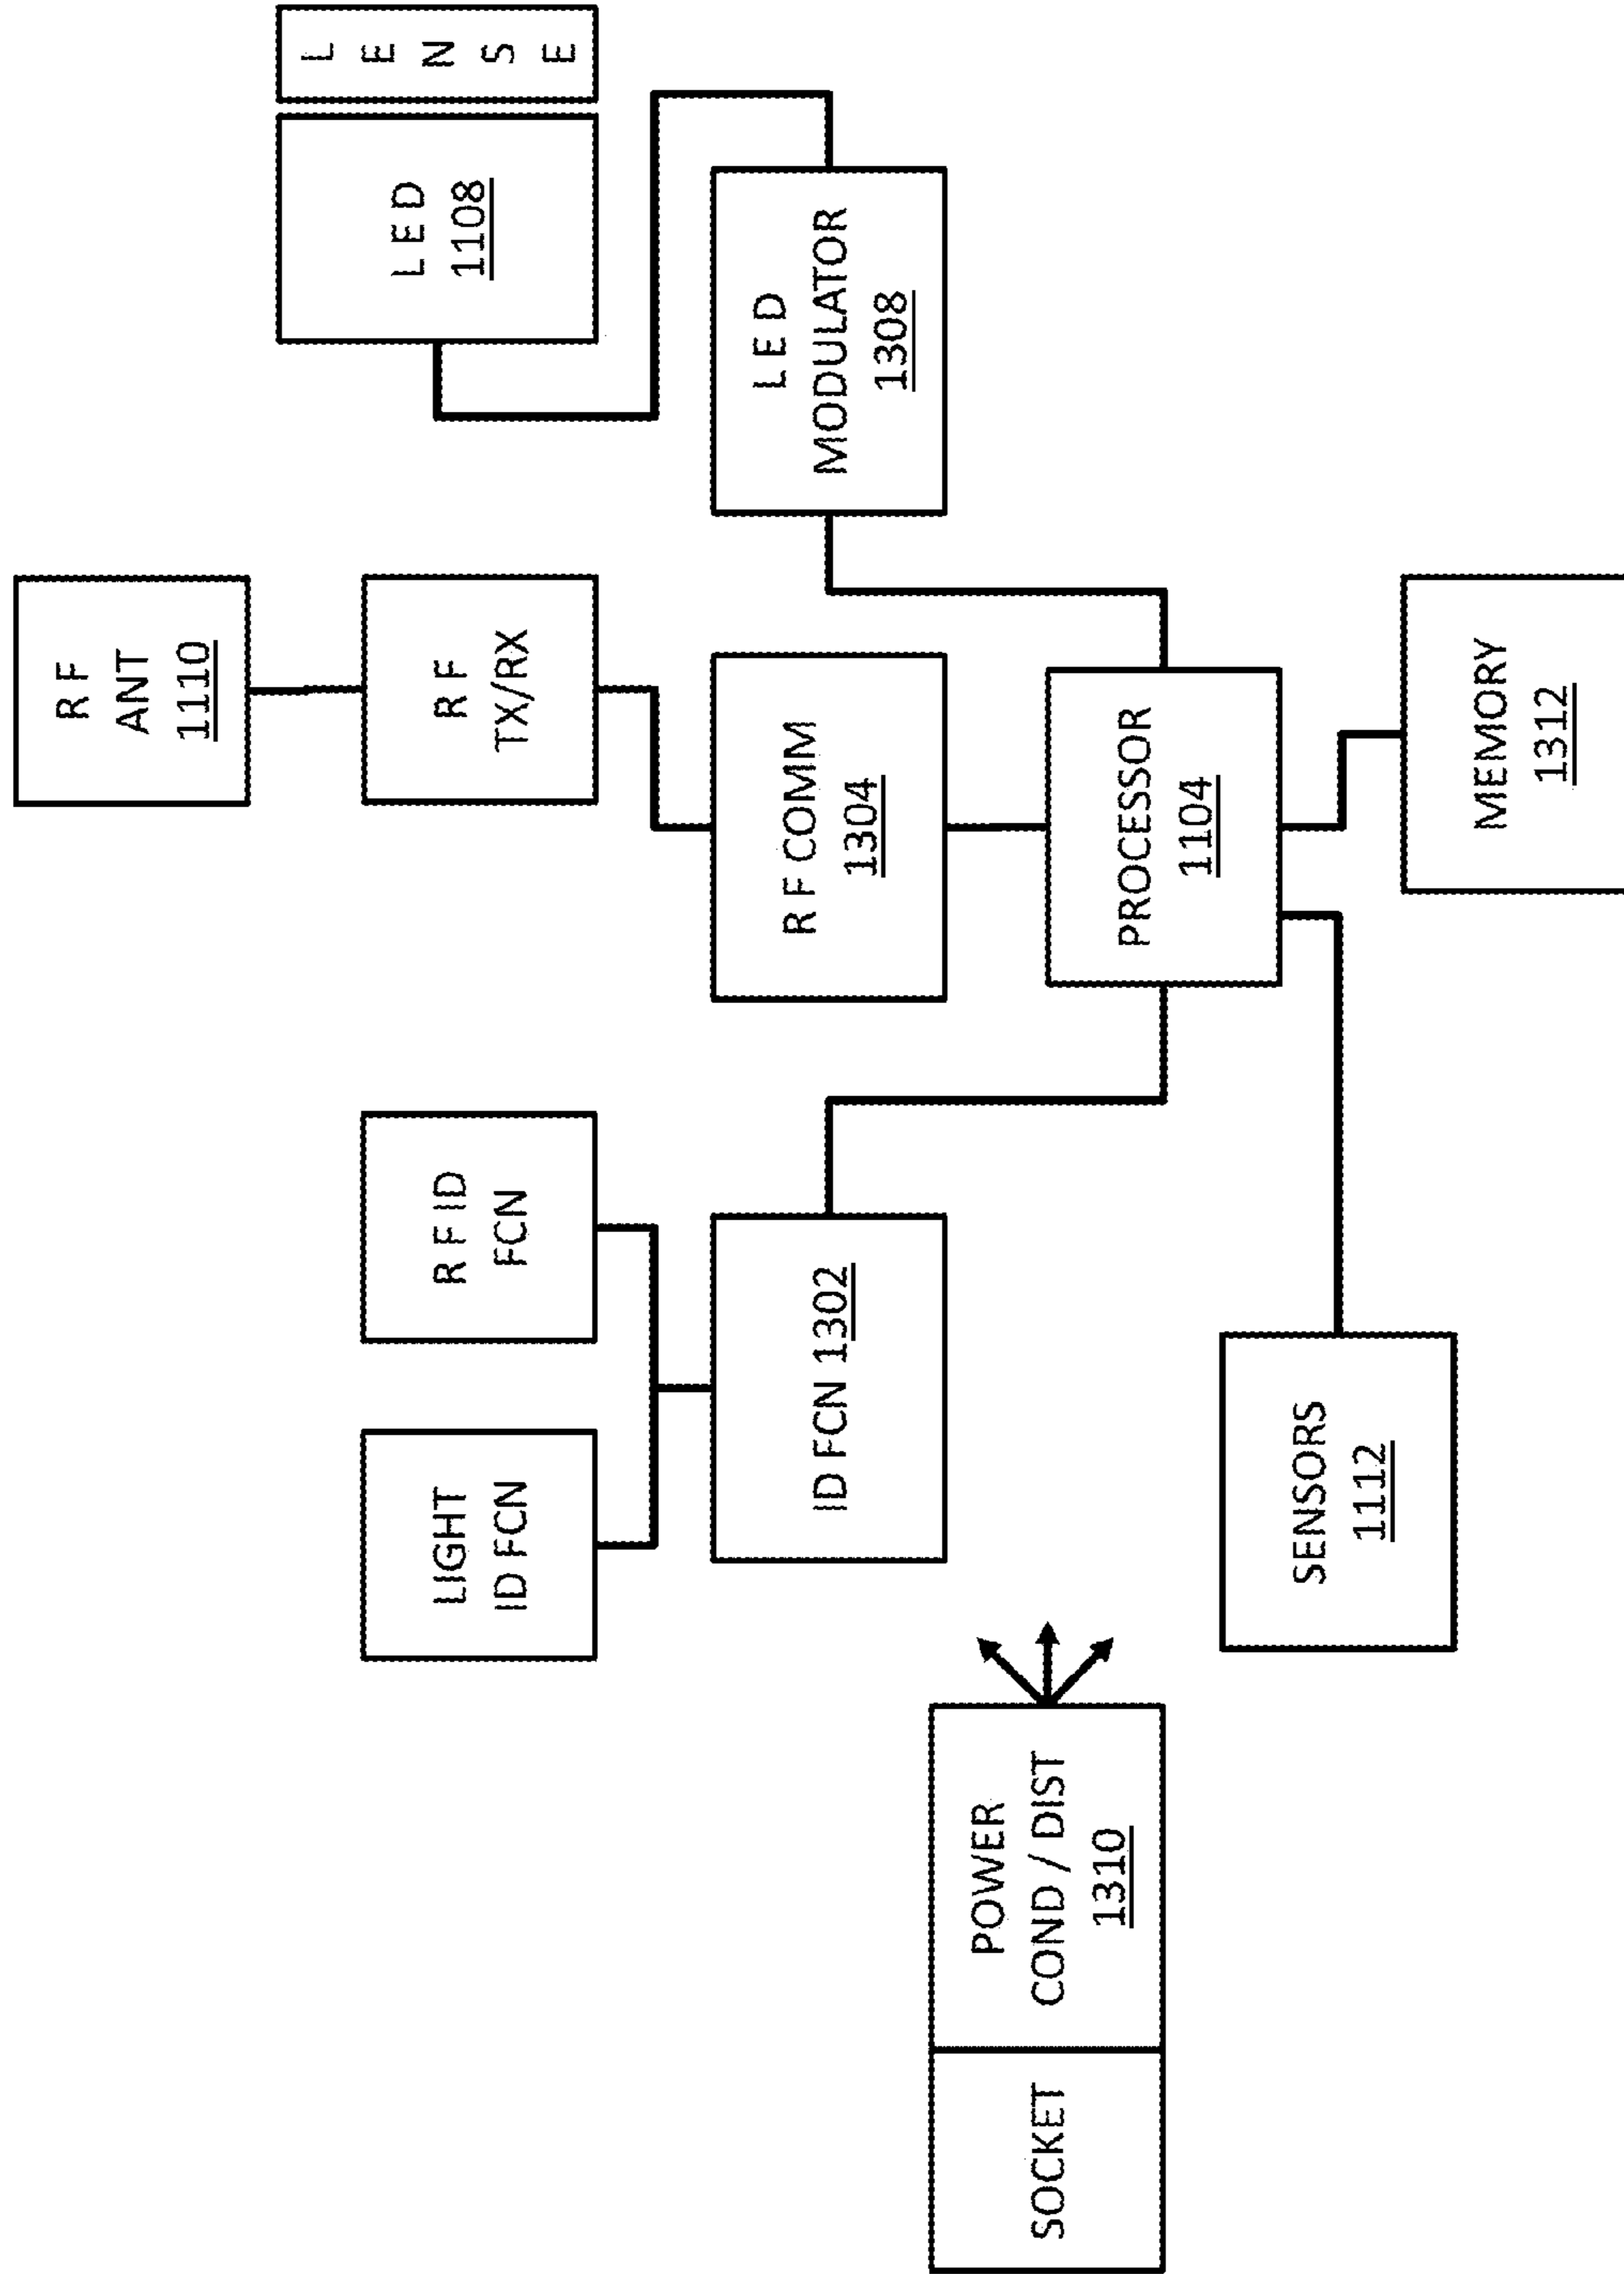 R F
ANT
1110
L
E
N
S
E
L E D
1108
LIGHT
ID FCN
R F ID
FCN
R F
TX/RX
ID FCN 1302
R F COMM
1304
L E D
MODULATOR
1308
SOCKET
POWER
COND / DIST
1310
PROCESSOR
1104
SENSORS
1112
MEMORY
1312